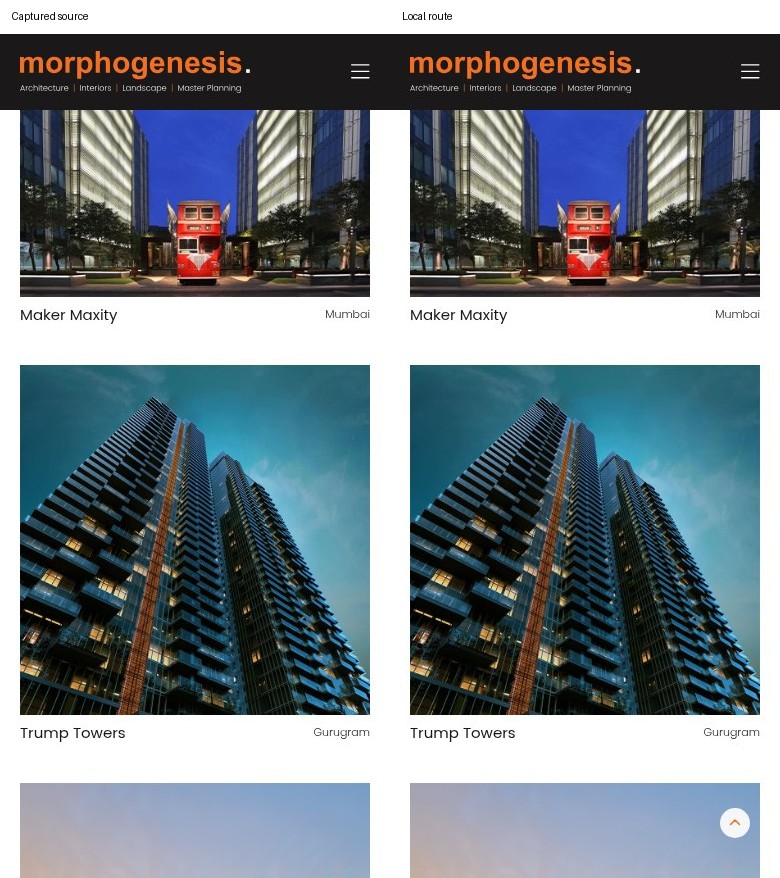 Captured source
Local route
morphogenesis.
Architecture | Interiors | Landscape | Master Planning
morphogenesis.
Architecture | Interiors | Landscape | Master Planning
Maker Maxity
Mumbai
Maker Maxity
Mumbai
Trump Towers
Gurugram
Trump Towers
Gurugram